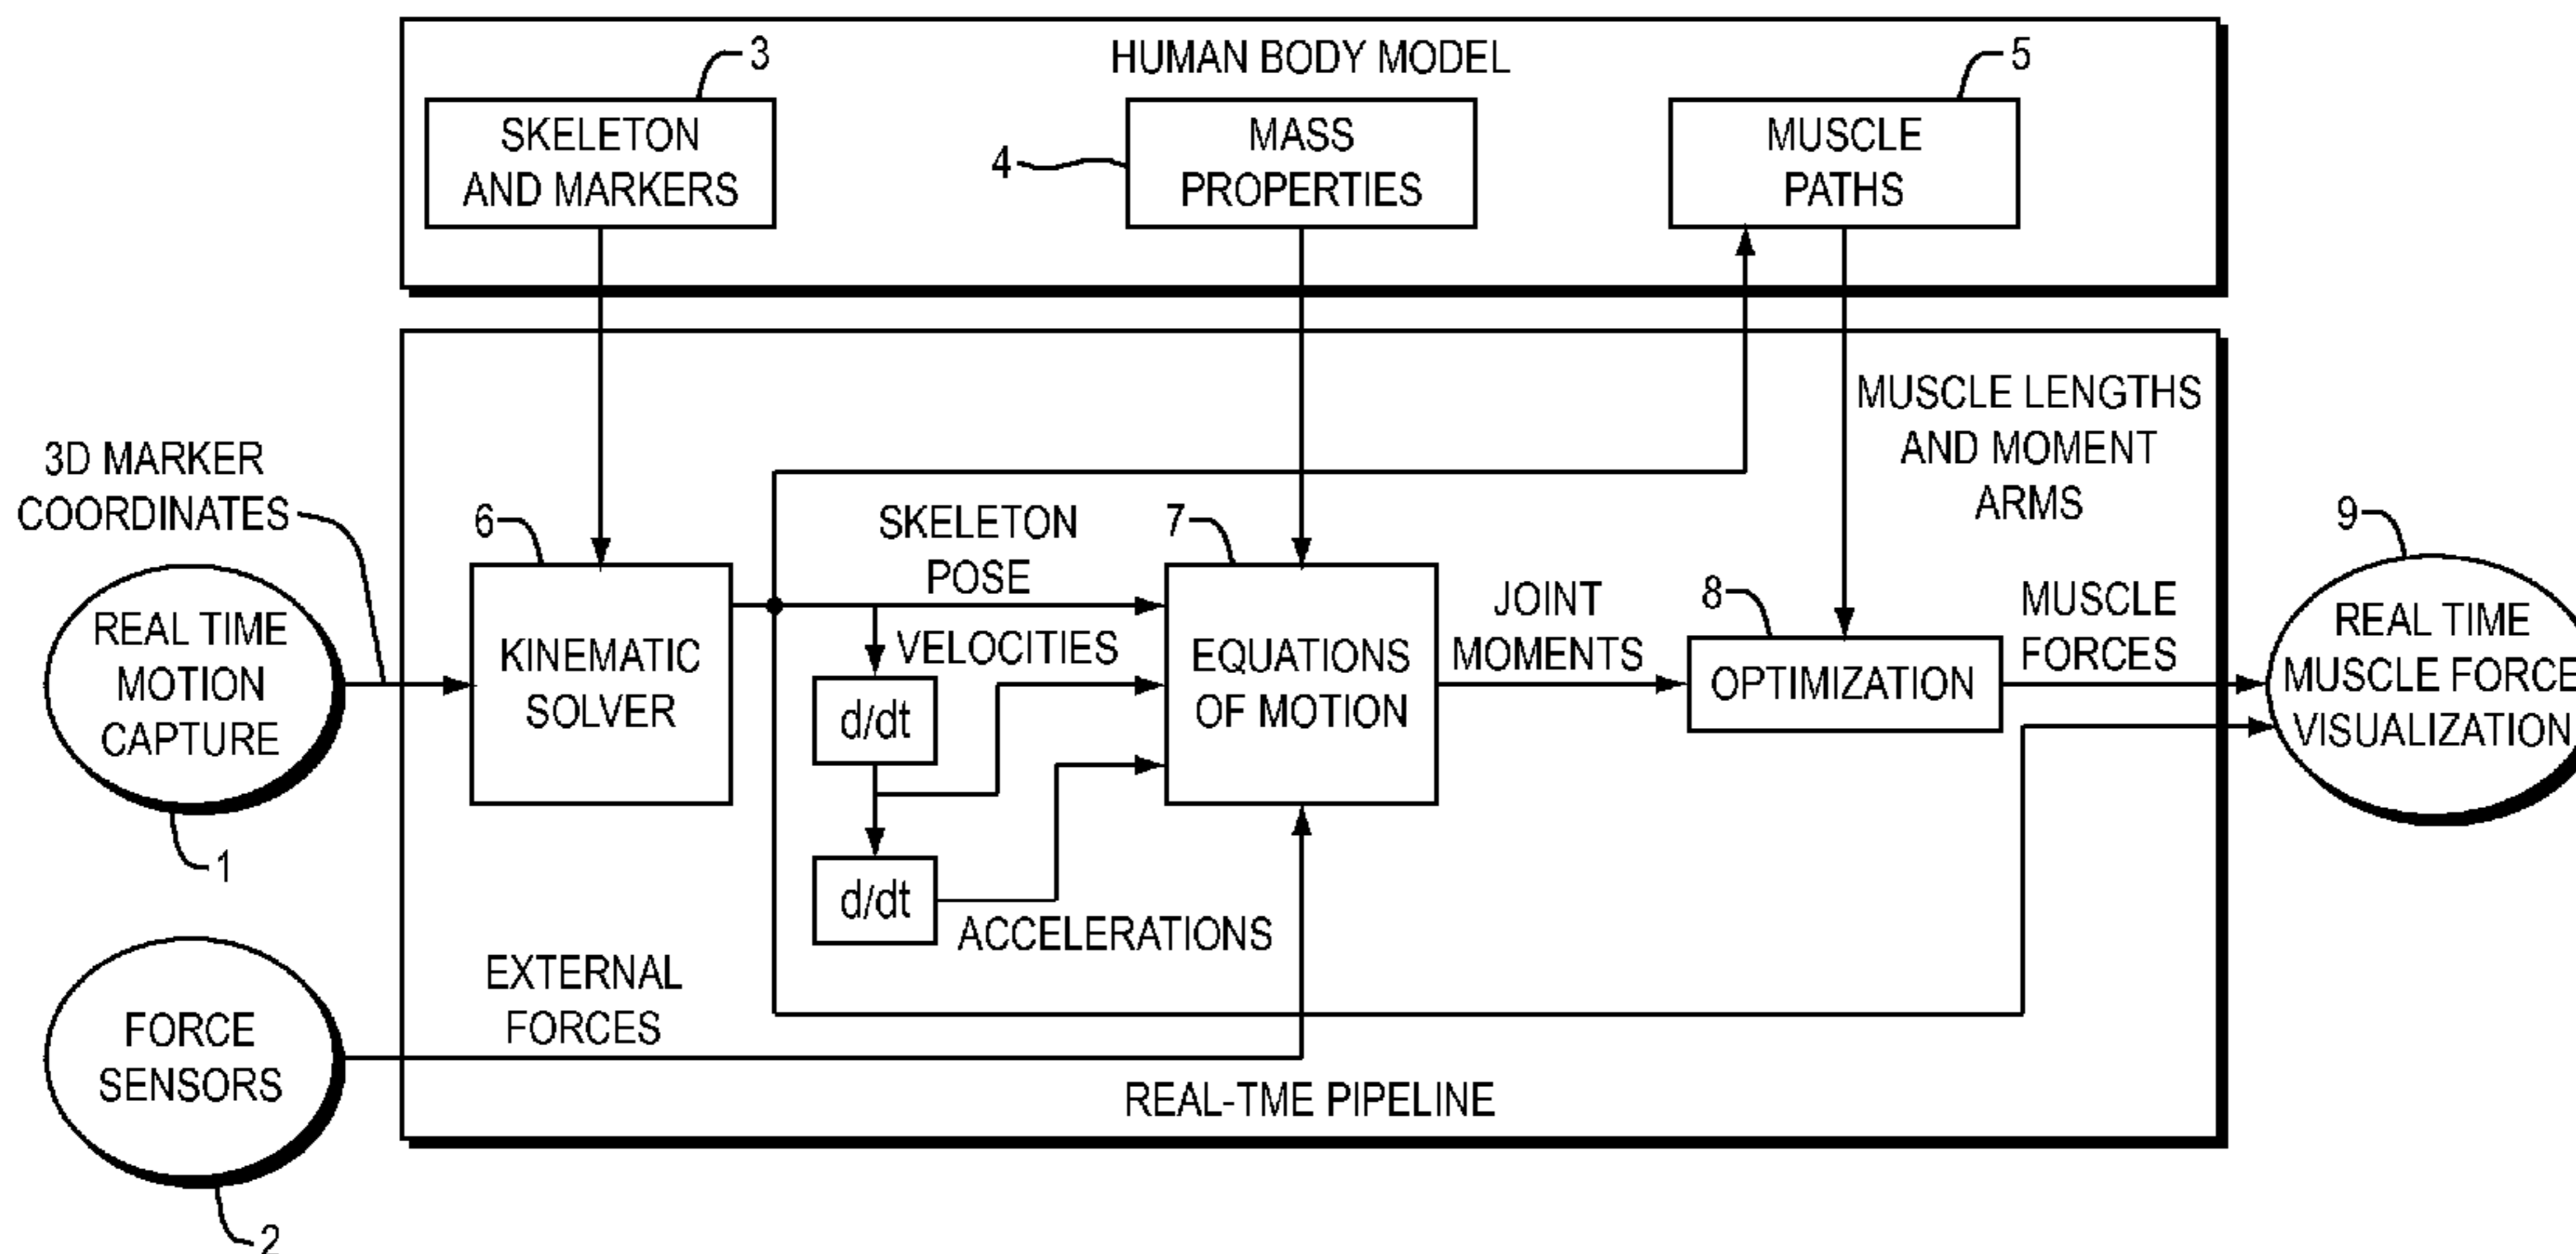 HUMAN BODY MODEL
3
SKELETON
AND MARKERS
4
MASS
PROPERTIES
5
MUSCLE
PATHS
MUSCLE LENGTHS
AND MOMENT
ARMS
3D MARKER
COORDINATES
REAL TIME
MOTION
CAPTURE
1
6
KINEMATIC
SOLVER
SKELETON
POSE
VELOCITIES
d/dt
d/dt
ACCELERATIONS
7
EQUATIONS
OF MOTION
JOINT
MOMENTS
8
OPTIMIZATION
MUSCLE
FORCES
9
REAL TIME
MUSCLE FORCE
VISUALIZATION
FORCE
SENSORS
2
EXTERNAL
FORCES
REAL-TME PIPELINE